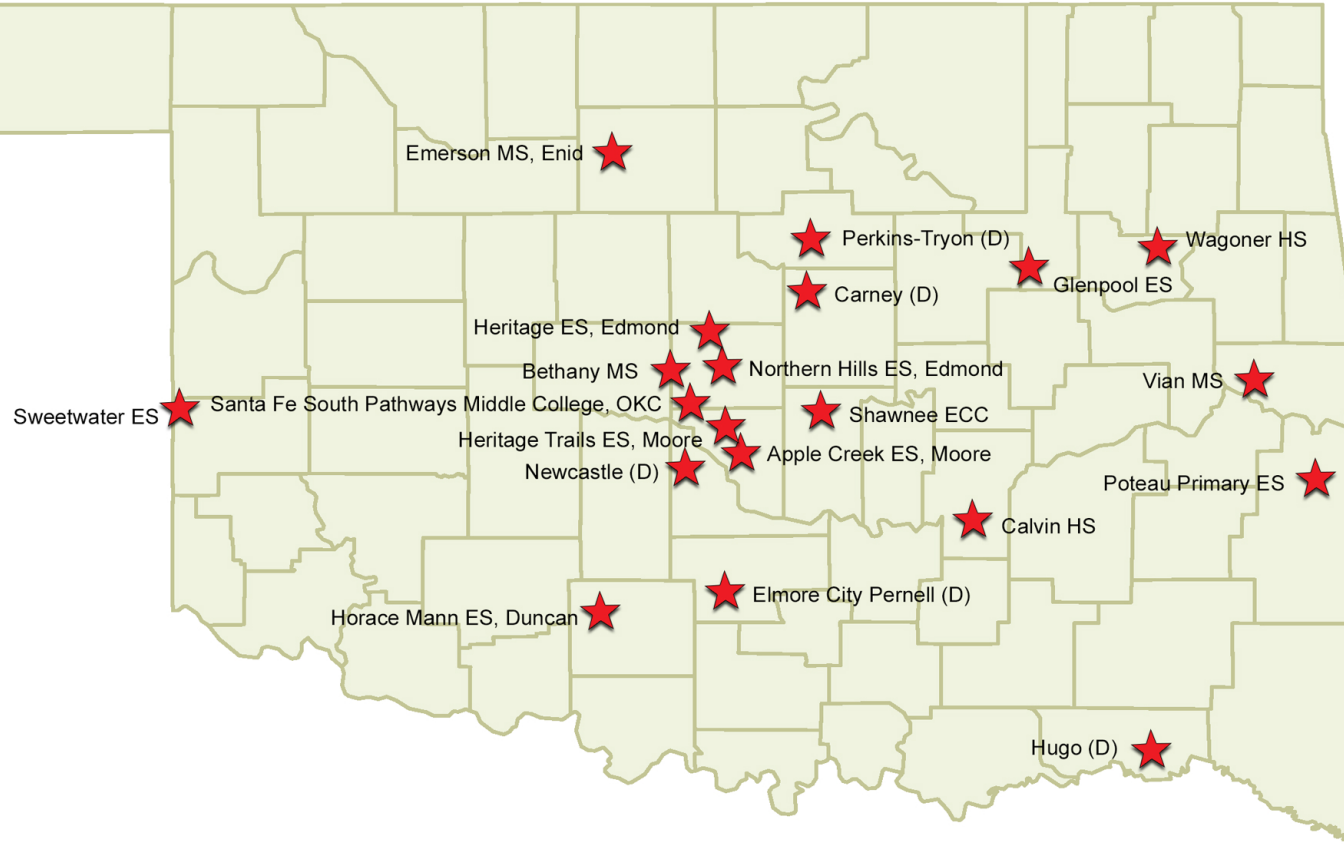 Emerson MS, Enid
Perkins-Tryon (D)
Wagoner HS
Glenpool ES
Carney (D)
Heritage ES, Edmond
Bethany MS
Northern Hills ES, Edmond
Vian MS
Sweetwater ES
Santa Fe South Pathways Middle College, OKC
Shawnee ECC
Heritage Trails ES, Moore
Apple Creek ES, Moore
Newcastle (D)
Poteau Primary ES
Calvin HS
Elmore City Pernell (D)
Horace Mann ES, Duncan
Hugo (D)